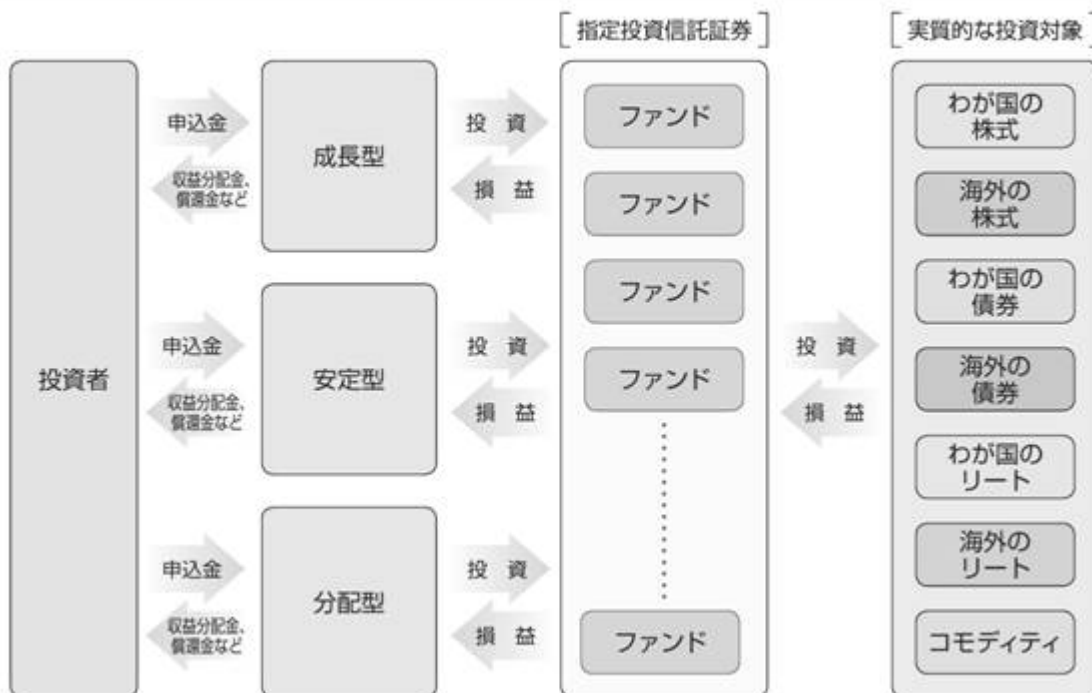 指定投資信託証券
実質的な投資対象
投資者
申込金
収益分配金、
償還金など
成長型
投 資
損 益
申込金
収益分配金、
償還金など
安定型
投 資
損 益
申込金
収益分配金、
償還金など
分配型
投 資
損 益
ファンド
ファンド
ファンド
ファンド
ファンド
投 資
損 益
わが国の
株式
海外の
株式
わが国の
債券
海外の
債券
わが国の
リート
海外の
リート
コモディティ